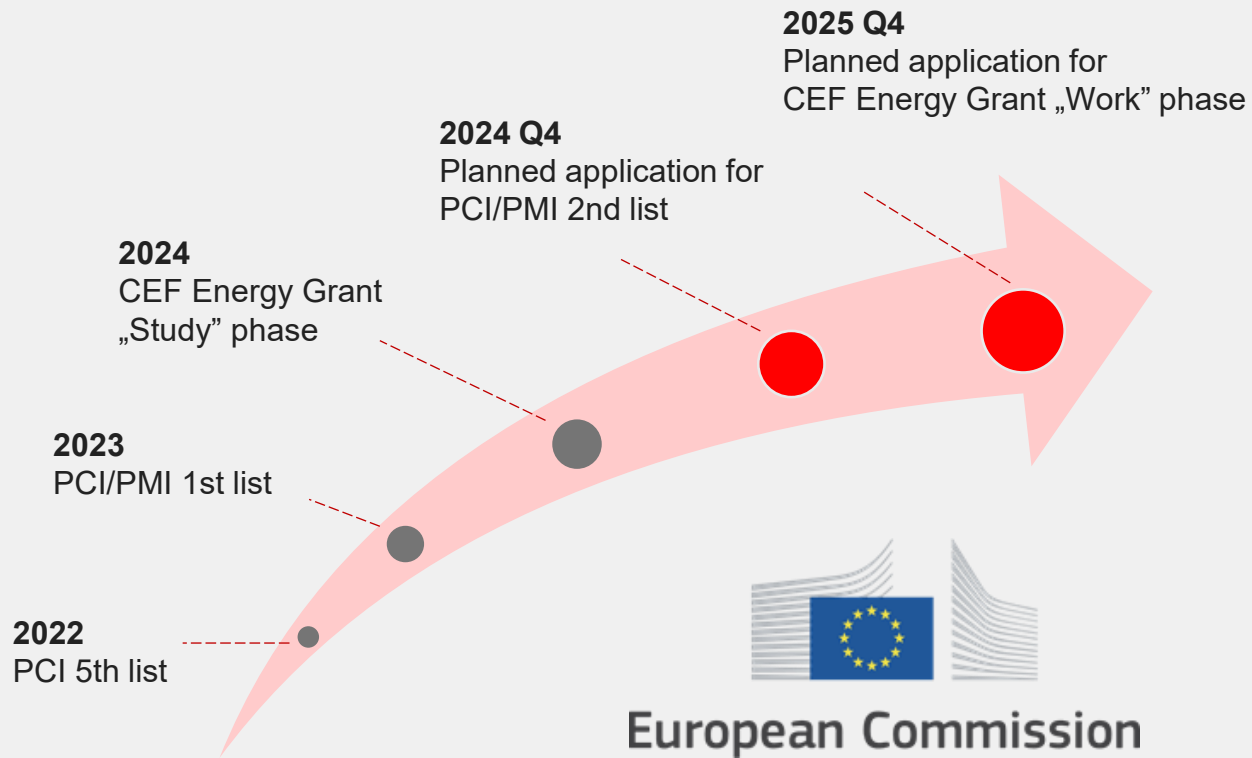 2025 Q4
Planned application for
CEF Energy Grant „Work” phase
2024 Q4
Planned application for
PCI/PMI 2nd list
2024
CEF Energy Grant
„Study” phase
2023
PCI/PMI 1st list
2022
PCI 5th list
European Commission